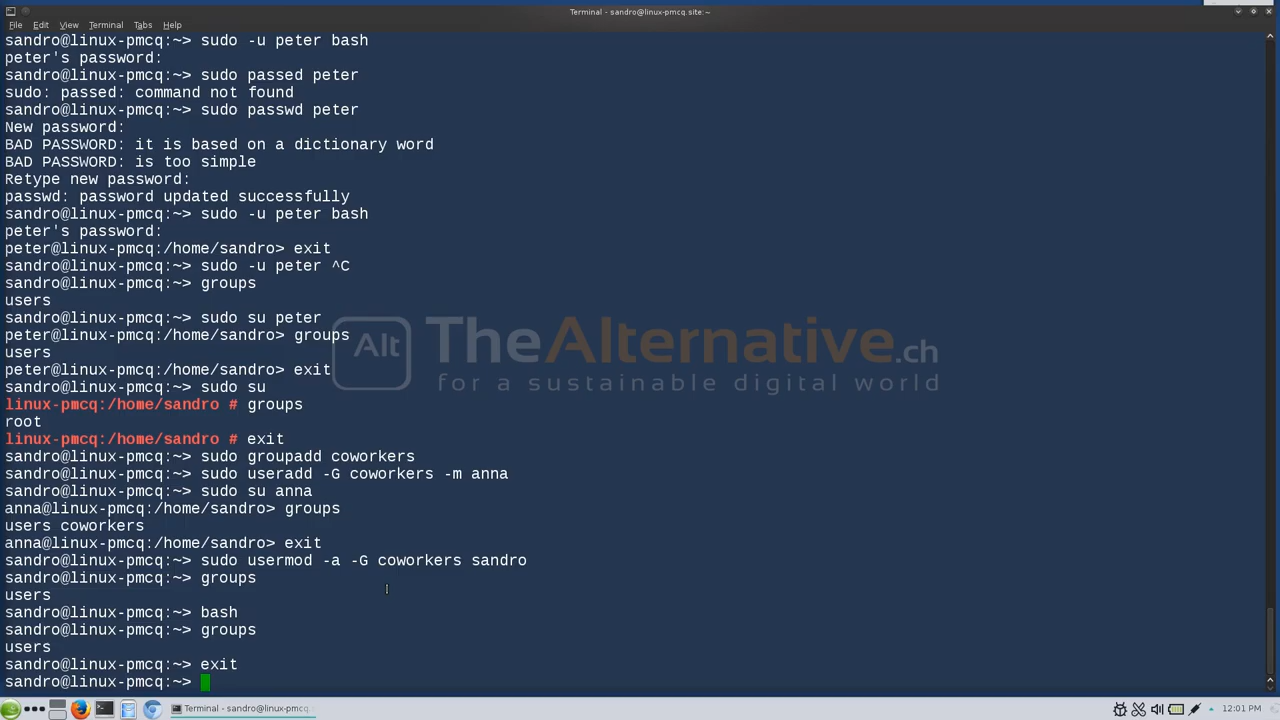 Terminal - sandro@linux-pmcq.site:~
File Edit View Terminal Tabs Help
sandro@linux-pmcq:~> sudo -u peter bash
peter's password:
sandro@linux-pmcq:~> sudo passed peter
sudo: passed: command not found
sandro@linux-pmcq:~> sudo passwd peter
New password:
BAD PASSWORD: it is based on a dictionary word
BAD PASSWORD: is too simple
Retype new password:
passwd: password updated successfully
sandro@linux-pmcq:~> sudo -u peter bash
peter's password:
peter@linux-pmcq:/home/sandro> exit
sandro@linux-pmcq:~> sudo -u peter ^C
sandro@linux-pmcq:~> groups
users
sandro@linux-pmcq:~> sudo su peter
peter@linux-pmcq:/home/sandro> groups
users
peter@linux-pmcq:/home/sandro> exit
sandro@linux-pmcq:~> sudo su
linux-pmcq:/home/sandro # groups
root
linux-pmcq:/home/sandro # exit
sandro@linux-pmcq:~> sudo groupadd coworkers
sandro@linux-pmcq:~> sudo useradd -G coworkers -m anna
sandro@linux-pmcq:~> sudo su anna
anna@linux-pmcq:/home/sandro> groups
users coworkers
anna@linux-pmcq:/home/sandro> exit
sandro@linux-pmcq:~> sudo usermod -a -G coworkers sandro
sandro@linux-pmcq:~> groups
users
sandro@linux-pmcq:~> bash
sandro@linux-pmcq:~> groups
users
sandro@linux-pmcq:~> exit
sandro@linux-pmcq:~>
Alt TheAlternative.ch
for a sustainable digital world
Terminal - sandro@linux-pmcq.
12:01 PM